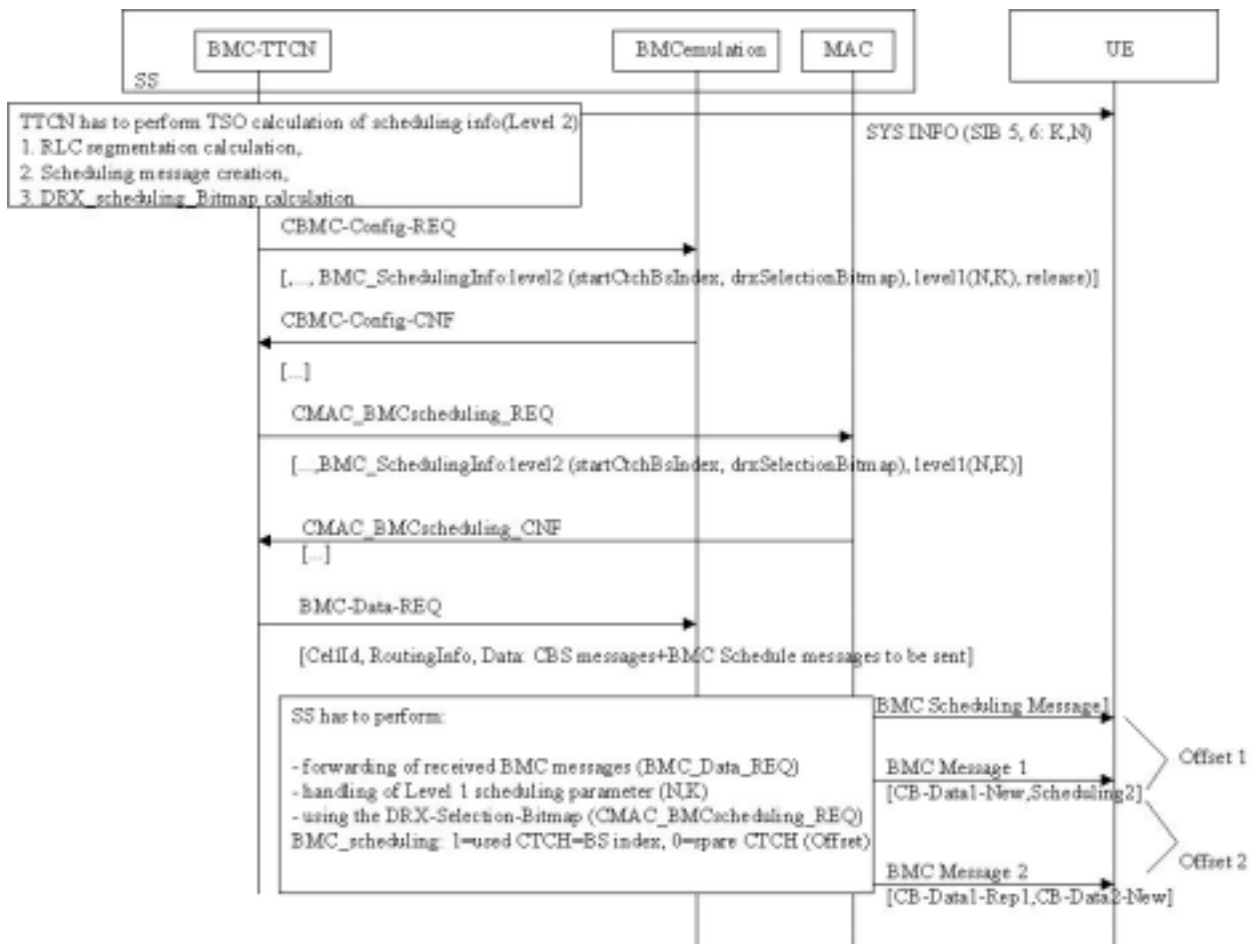 BMC-TTCN
BMCemulation
MAC
UE
SS
TTCN has to perform TSO calculation of scheduling info(Level 2)
1. RLC segmentation calculation,
2. Scheduling message creation,
3. DRX_scheduling_Bitmap calculation
SYS INFO (SIB 5, 6: K,N)
CBMC-Config-REQ
[,..., BMC_SchedulingInfo:level2 (startCtchBsIndex, drxSelectionBitmap), level1(N,K), release)]
CBMC-Config-CNF
[...]
CMAC_BMCscheduling_REQ
[...,BMC_SchedulingInfo:level2 (startCtchBsIndex, drxSelectionBitmap), level1(N,K)]
CMAC_BMCscheduling_CNF
[...]
BMC-Data-REQ
[CellId, RoutingInfo, Data: CBS messages+BMC Schedule messages to be sent]
SS has to perform:
- forwarding of received BMC messages (BMC_Data_REQ)
- handling of Level 1 scheduling parameter (N,K)
- using the DRX-Selection-Bitmap (CMAC_BMCscheduling_REQ)
BMC_scheduling: 1=used CTCH=BS index, 0=spare CTCH (Offset)
[BMC Scheduling Message]
Offset 1
BMC Message 1
[CB-Data1-New,Scheduling2]
Offset 2
BMC Message 2
[CB-Data1-Rep1,CB-Data2-New]